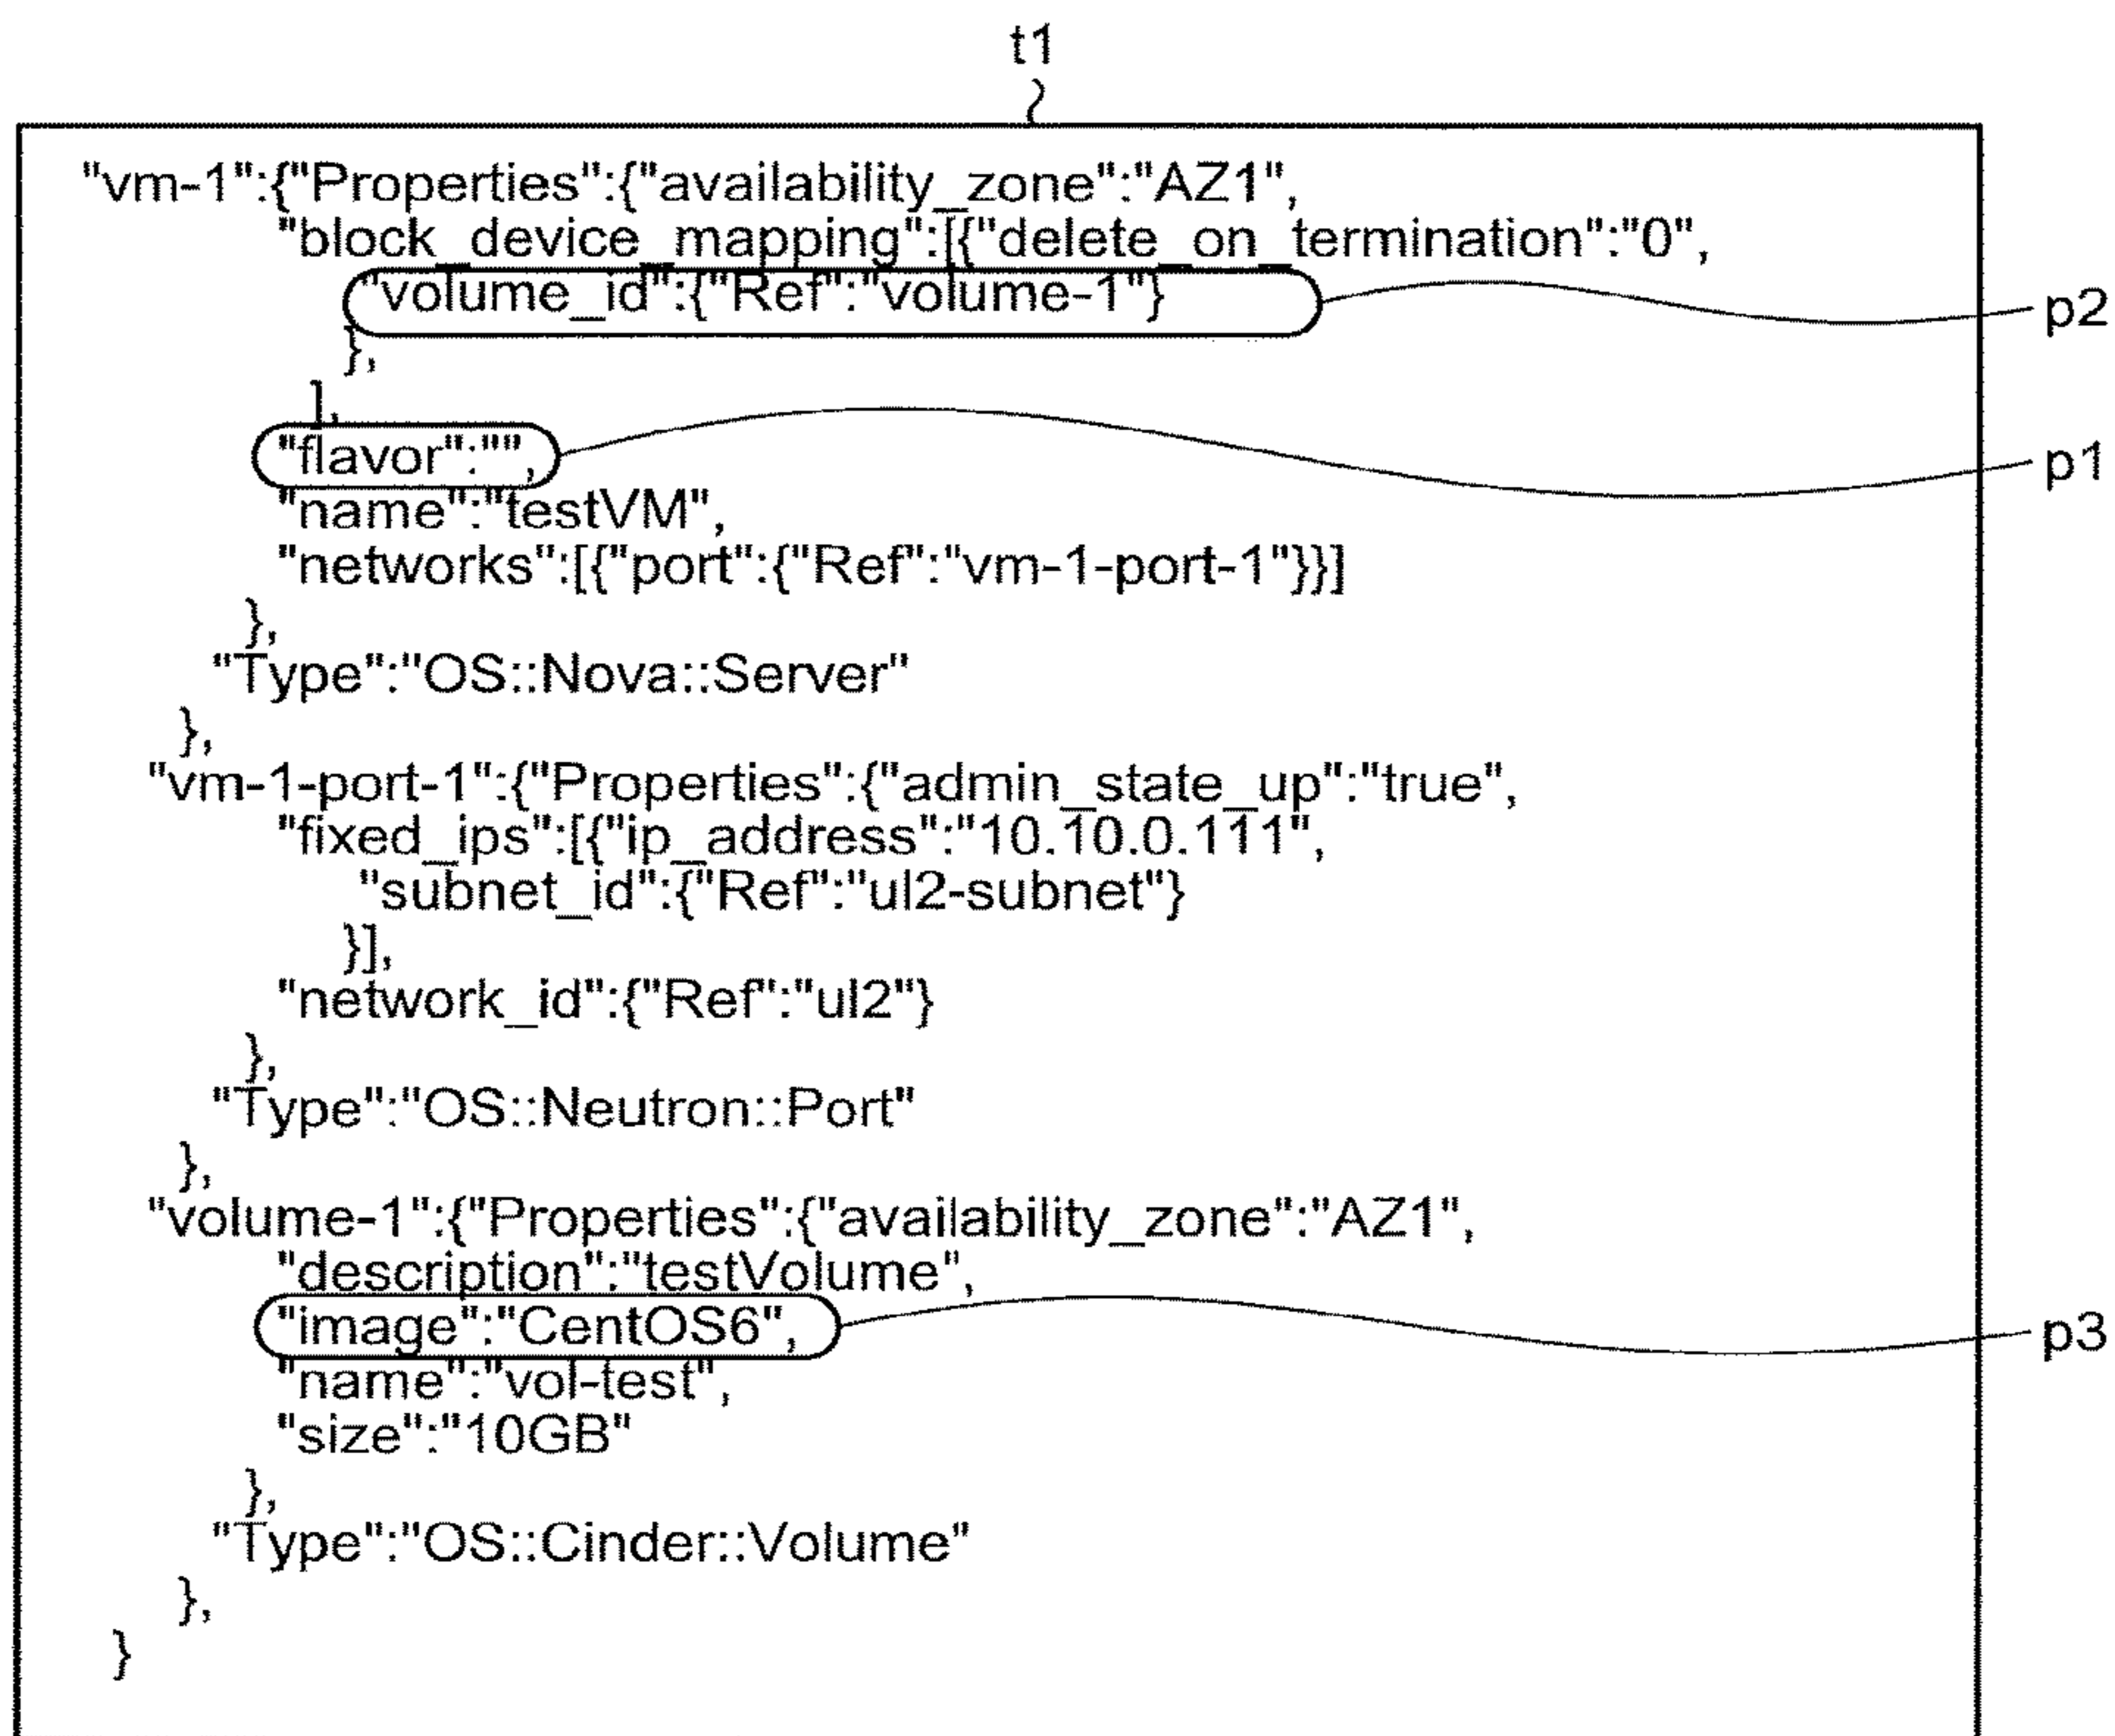 t1
"vm-1":{"Properties":{"availability_zone":"AZ1",
"block_device_mapping":[{"delete_on_termination":"0",
"volume_id":{"Ref":"volume-1"}
p2
},
],
"flavor":"",
p1
"name":"testVM",
"networks":[{"port":{"Ref":"vm-1-port-1"}}]
},
"Type":"OS::Nova::Server"
},
"vm-1-port-1":{"Properties":{"admin_state_up":"true",
"fixed_ips":[{"ip_address":"10.10.0.111",
"subnet_id":{"Ref":"ul2-subnet"}
}],
"network_id":{"Ref":"ul2"}
},
"Type":"OS::Neutron::Port"
},
"volume-1":{"Properties":{"availability_zone":"AZ1",
"description":"testVolume",
"image":"CentOS6",
p3
"name":"vol-test",
"size":"10GB"
},
"Type":"OS::Cinder::Volume"
},
}